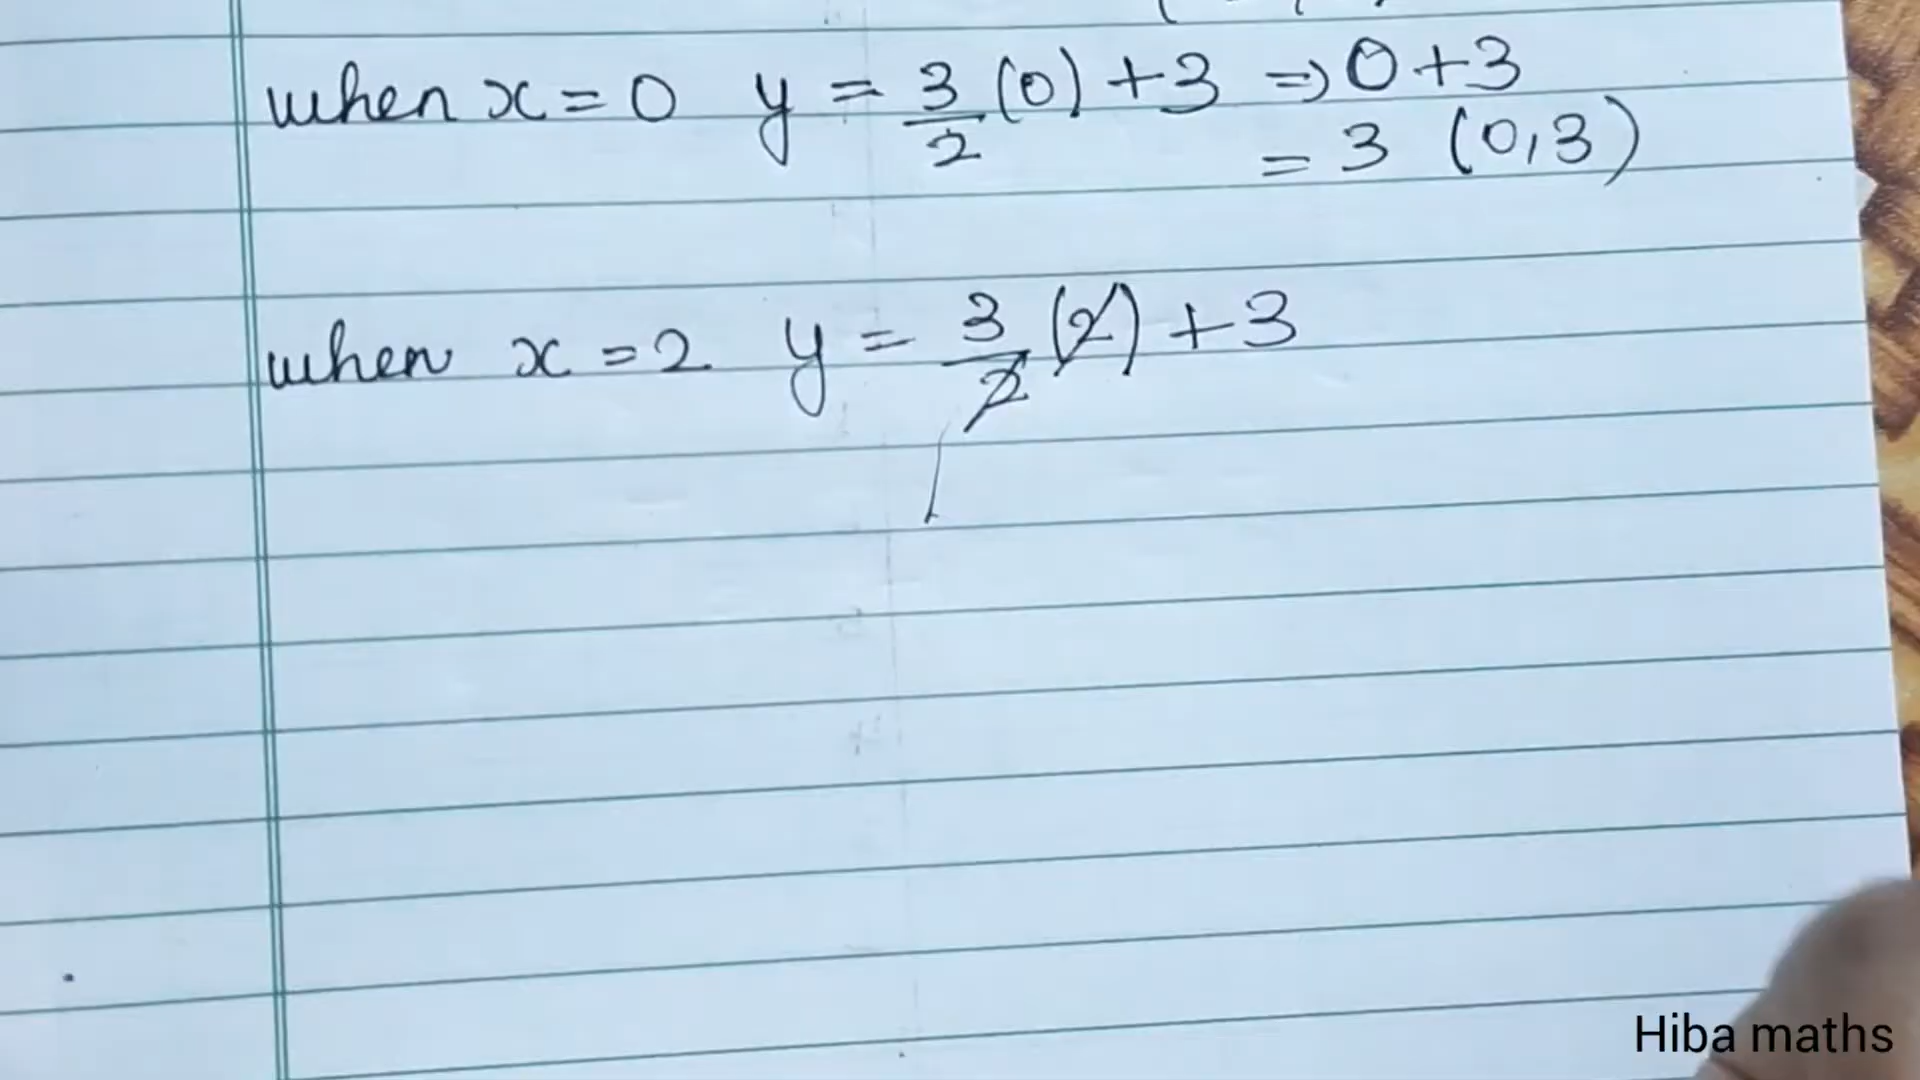 when x = 0 y = 3/2 (0) + 3 ⇒ 0 + 3
= 3 (0,3)
when x = 2 y = 3/2 (2) + 3
Hiba maths